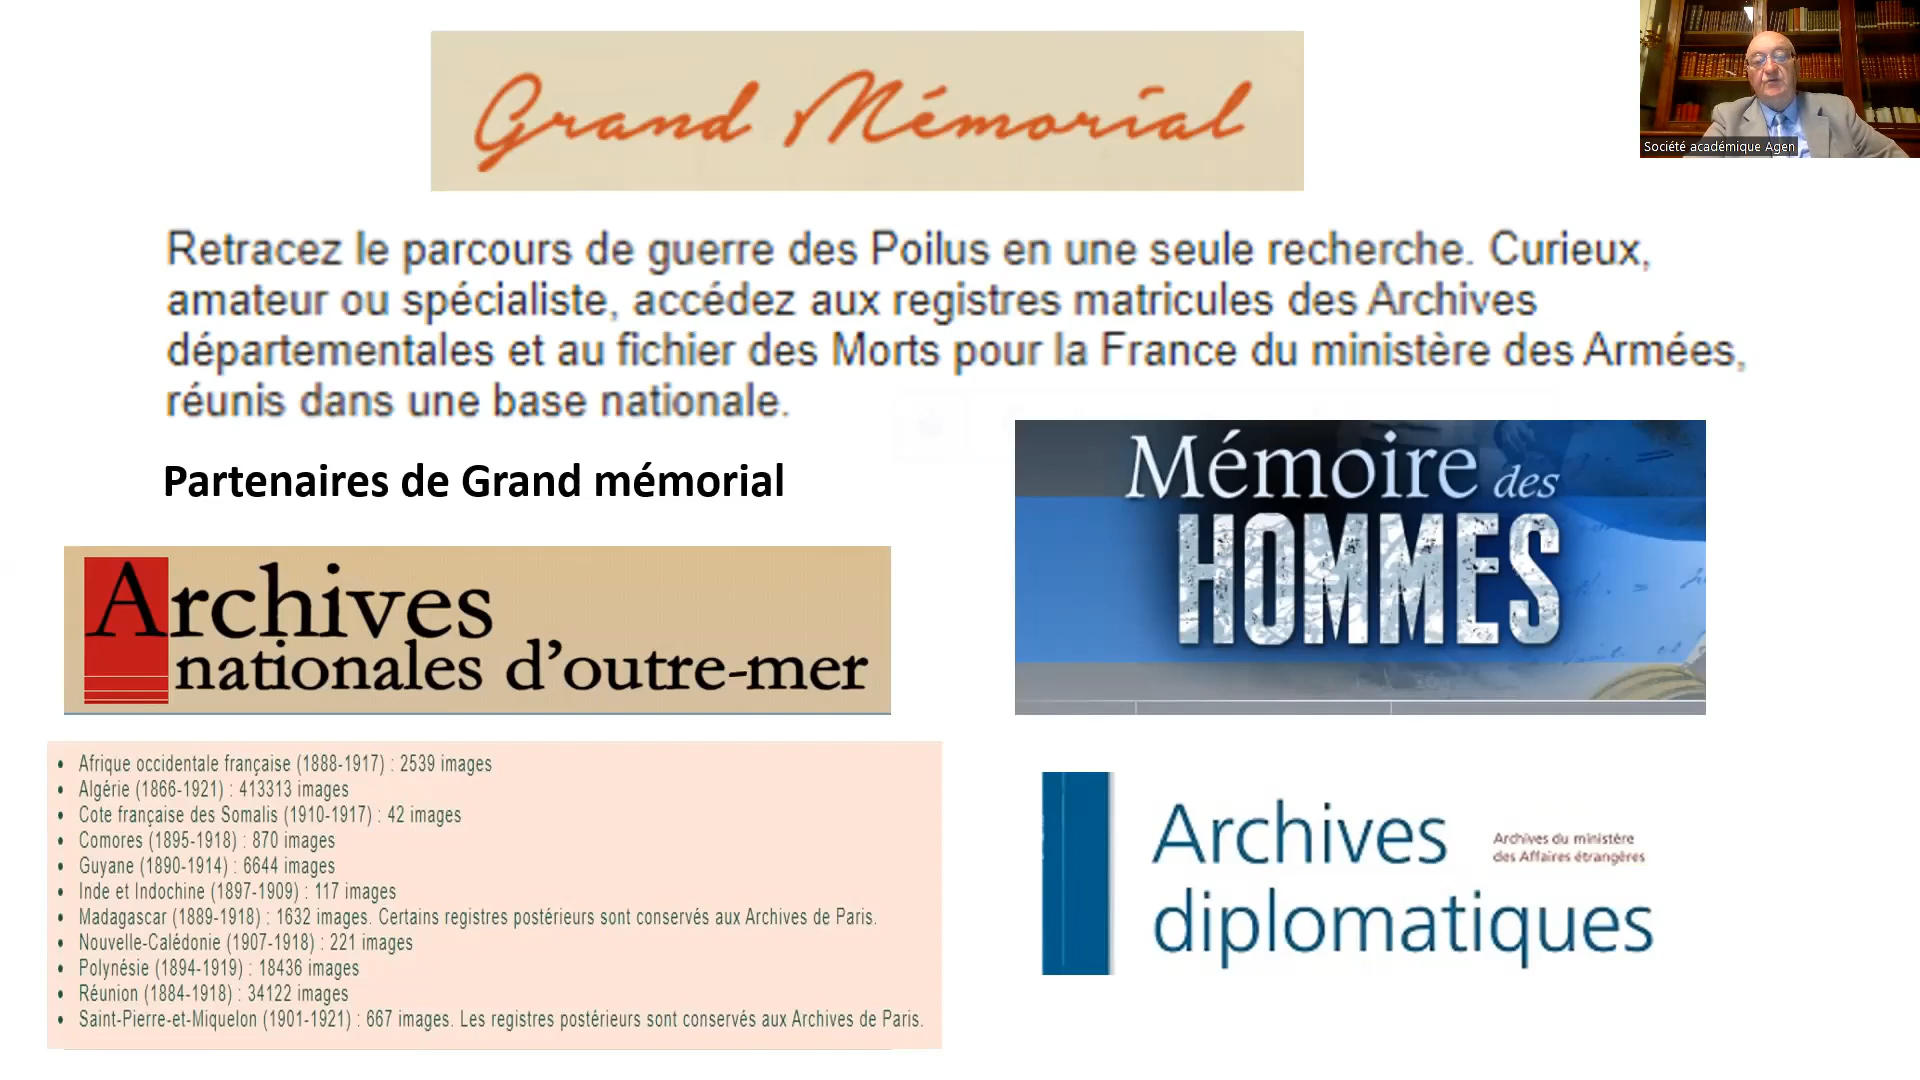 Grand Mémorial
Société académique Agen
Retracez le parcours de guerre des Poilus en une seule recherche. Curieux,
amateur ou spécialiste, accédez aux registres matricules des Archives
départementales et au fichier des Morts pour la France du ministère des Armées,
réunis dans une base nationale.
Partenaires de Grand mémorial
Mémoire des
HOMMES
Archives
nationales d'outre-mer
• Afrique occidentale française (1888-1917) : 2539 images
• Algérie (1866-1921) : 413313 images
• Cote française des Somalis (1910-1917) : 42 images
• Comores (1895-1918) : 870 images
• Guyane (1890-1914) : 6644 images
• Inde et Indochine (1897-1909) : 117 images
• Madagascar (1889-1918) : 1632 images. Certains registres postérieurs sont conservés aux Archives de Paris.
• Nouvelle-Calédonie (1907-1918) : 221 images
• Polynésie (1894-1919) : 18436 images
• Réunion (1884-1918) : 34122 images
• Saint-Pierre-et-Miquelon (1901-1921) : 667 images. Les registres postérieurs sont conservés aux Archives de Paris.
Archives
diplomatiques
Archives du ministère
des Affaires étrangères